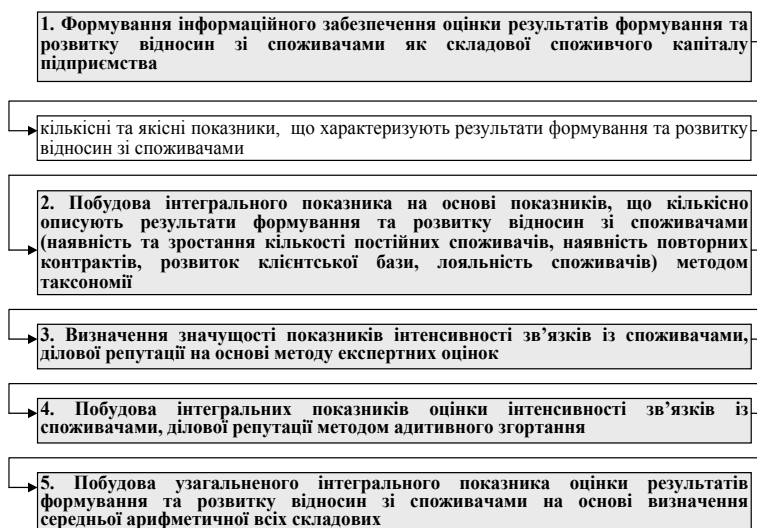 1. Формування інформаційного забезпечення оцінки результатів формування та
розвитку відносин зі споживачами як складової споживчого капіталу
підприємства
кількісні та якісні показники, що характеризують результати формування та розвитку
відносин зі споживачами
2. Побудова інтегрального показника на основі показників, що кількісно
описують результати формування та розвитку відносин зі споживачами
(наявність та зростання кількості постійних споживачів, наявність повторних
контрактів, розвиток клієнтської бази, лояльність споживачів) методом
таксономії
3. Визначення значущості показників інтенсивності зв’язків із споживачами,
ділової репутації на основі методу експертних оцінок
4. Побудова інтегральних показників оцінки інтенсивності зв’язків із
споживачами, ділової репутації методом адитивного згортання
5. Побудова узагальненого інтегрального показника оцінки результатів
формування та розвитку відносин зі споживачами на основі визначення
середньої арифметичної всіх складових